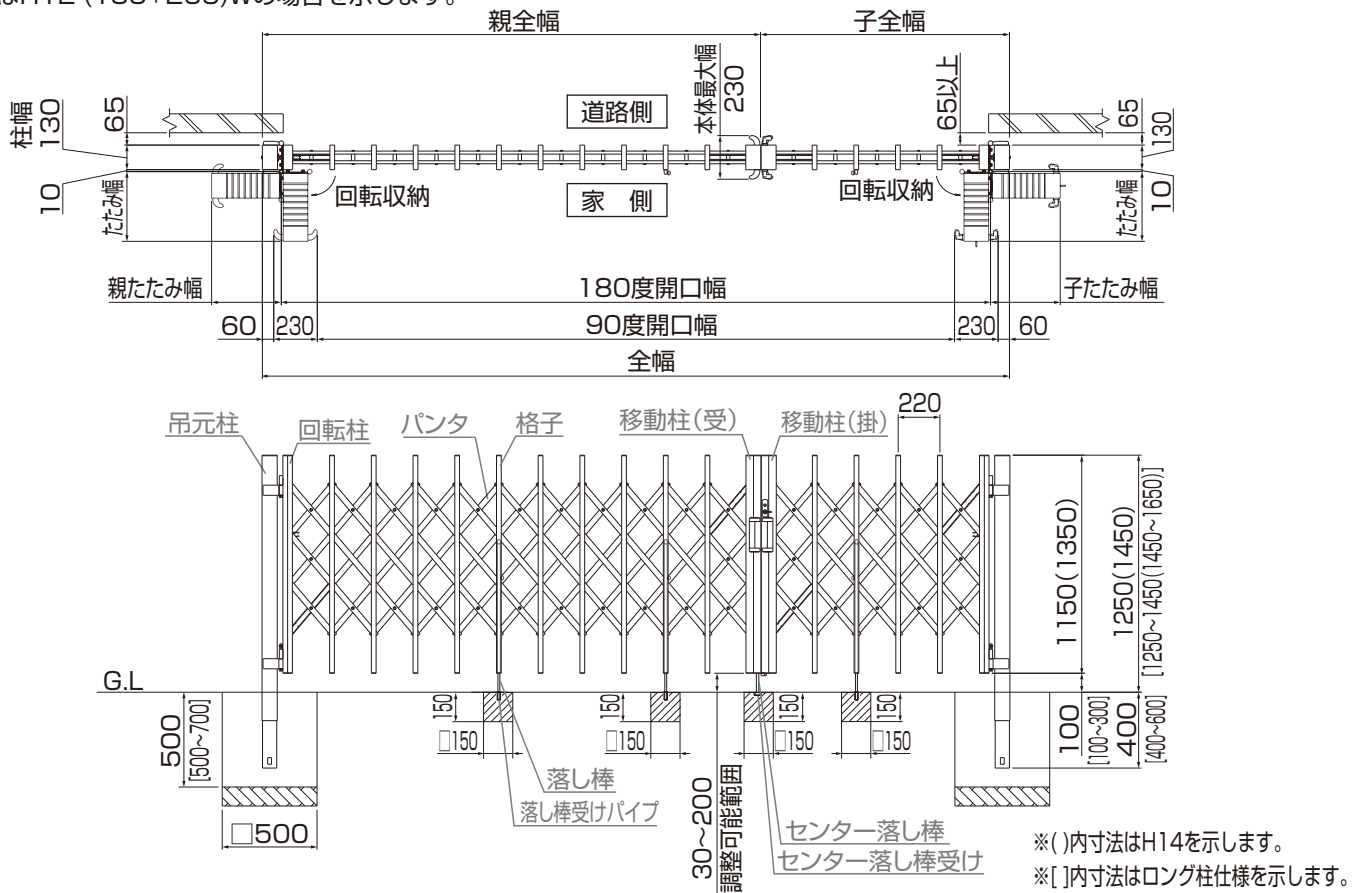 親全幅
子全幅
柱幅
130
65
10
たたみ幅
本体最大幅
230
65以上
65
130
10
たたみ幅
道路側
家 側
回転収納
回転収納
親たたみ幅
180度開口幅
子たたみ幅
60
230
90度開口幅
230
60
全幅
吊元柱
回転柱
パンタ
格子
移動柱(受)
移動柱(掛)
220
1150(1350)
1250(1450)
[1250~1450(1450~1650)]
G.L
500
[500~700]
□500
150
□150
150
□150
150
□150
150
□150
100
[100~300]
400
[400~600]
落し棒
落し棒受けパイプ
30~200
調整可能範囲
センター落し棒
センター落し棒受け
※( )内寸法はH14を示します。
※[ ]内寸法はロング柱仕様を示します。